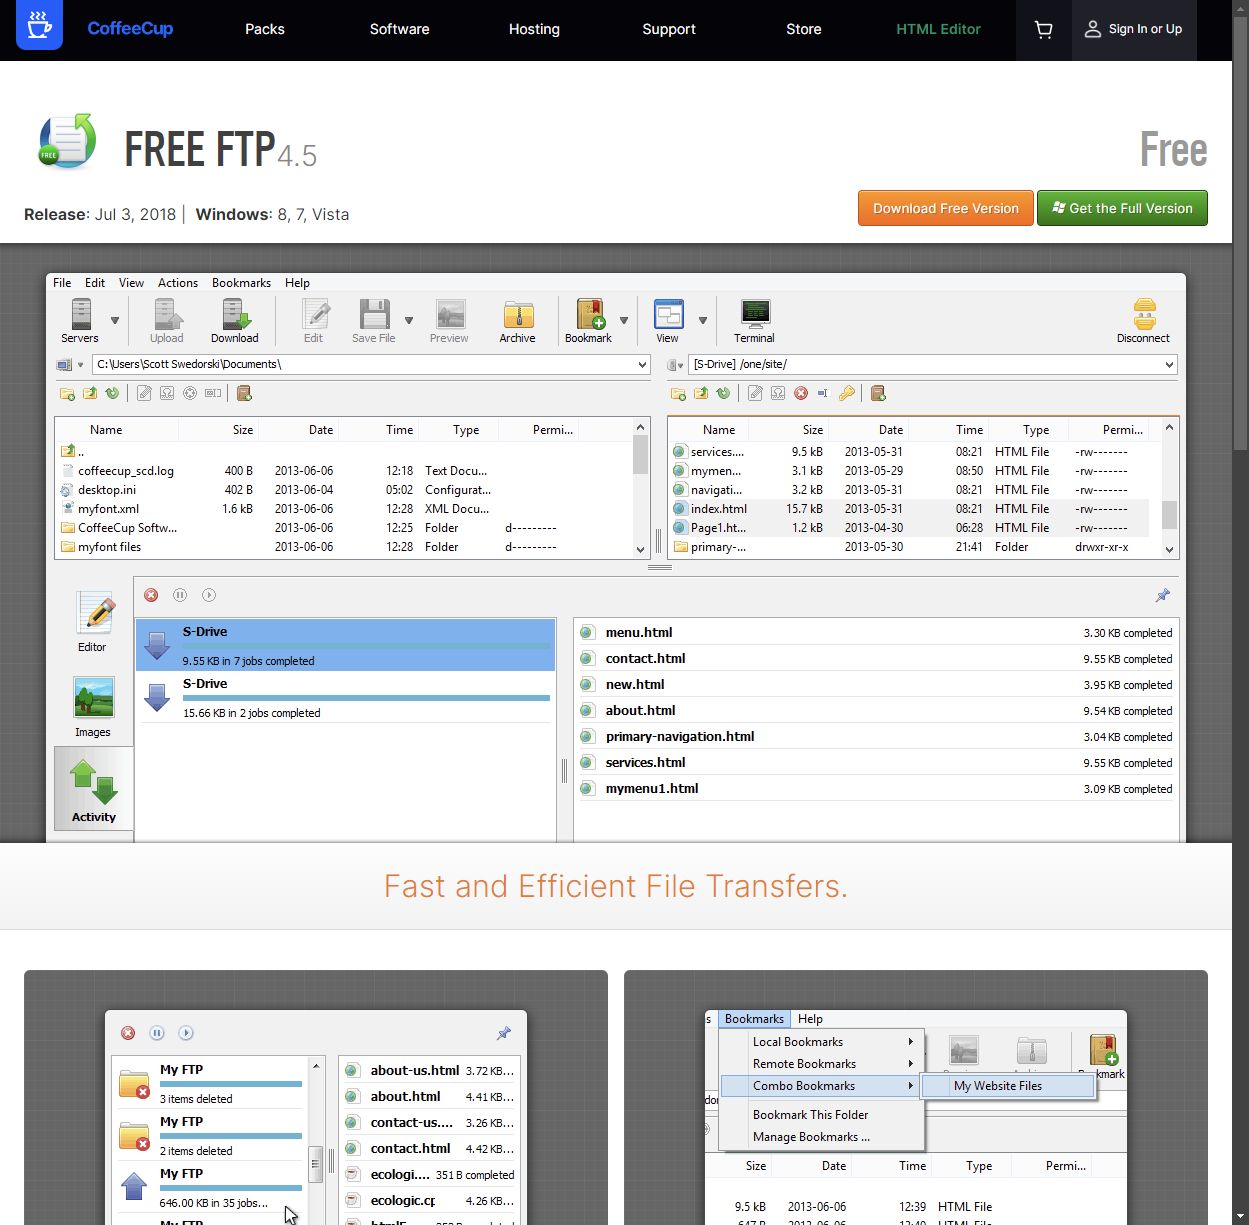 CoffeeCup Packs Software Hosting Support Store HTML Editor Sign In or Up
FREE FTP 4.5
Free
Release: Jul 3, 2018 | Windows: 8, 7, Vista
Download Free Version Get the Full Version
File Edit View Actions Bookmarks Help
Servers Upload Download Edit Save File Preview Archive Bookmark View Terminal Disconnect
C:\Users\Scott Swedorski\Documents\ [S-Drive] /one/site/
Name Size Date Time Type Permi...
..
coffeecup_scd.log 400 B 2013-06-06 12:18 Text Docu...
desktop.ini 402 B 2013-06-04 05:02 Configurat...
myfont.xml 1.6 kB 2013-06-06 12:28 XML Docu...
CoffeeCup Softw... 2013-06-06 12:25 Folder d---------
myfont files 2013-06-06 12:28 Folder d---------
Name Size Date Time Type Permi...
services.... 9.5 kB 2013-05-31 08:21 HTML File -rw-------
mymen... 3.1 kB 2013-05-29 08:50 HTML File -rw-------
navigati... 3.2 kB 2013-05-31 08:21 HTML File -rw-------
index.html 15.7 kB 2013-05-31 08:21 HTML File -rw-------
Page1.ht... 1.2 kB 2013-04-30 06:28 HTML File -rw-------
primary-... 2013-05-30 21:41 Folder drwxr-xr-x
Editor
Images
Activity
S-Drive
9.55 KB in 7 jobs completed
S-Drive
15.66 KB in 2 jobs completed
menu.html 3.30 KB completed
contact.html 9.55 KB completed
new.html 3.95 KB completed
about.html 9.54 KB completed
primary-navigation.html 3.04 KB completed
services.html 9.55 KB completed
mymenu1.html 3.09 KB completed
Fast and Efficient File Transfers.
My FTP
3 items deleted
My FTP
2 items deleted
My FTP
646.00 KB in 35 jobs...
My FTP
about-us.html 3.72 KB...
about.html 4.41 KB...
contact-us.... 3.26 KB...
contact.html 4.42 KB...
ecologi.... 351 B completed
ecologic.cp 4.26 KB...
s Bookmarks Help
Local Bookmarks
Remote Bookmarks
Combo Bookmarks My Website Files
Bookmark This Folder
Manage Bookmarks ...
Size Date Time Type Permi...
9.5 kB 2013-06-06 12:39 HTML File
647 B 2013-06-06 12:40 HTML File